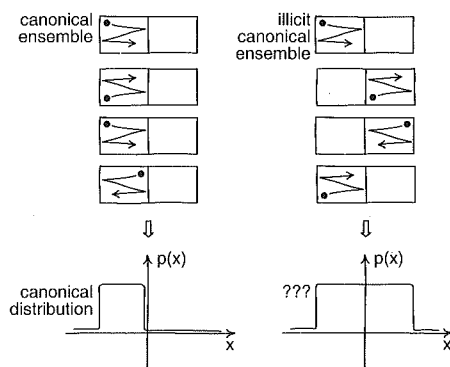 canonical
ensemble
illicit
canonical
ensemble
p(x)
canonical
distribution
x
p(x)
???
x